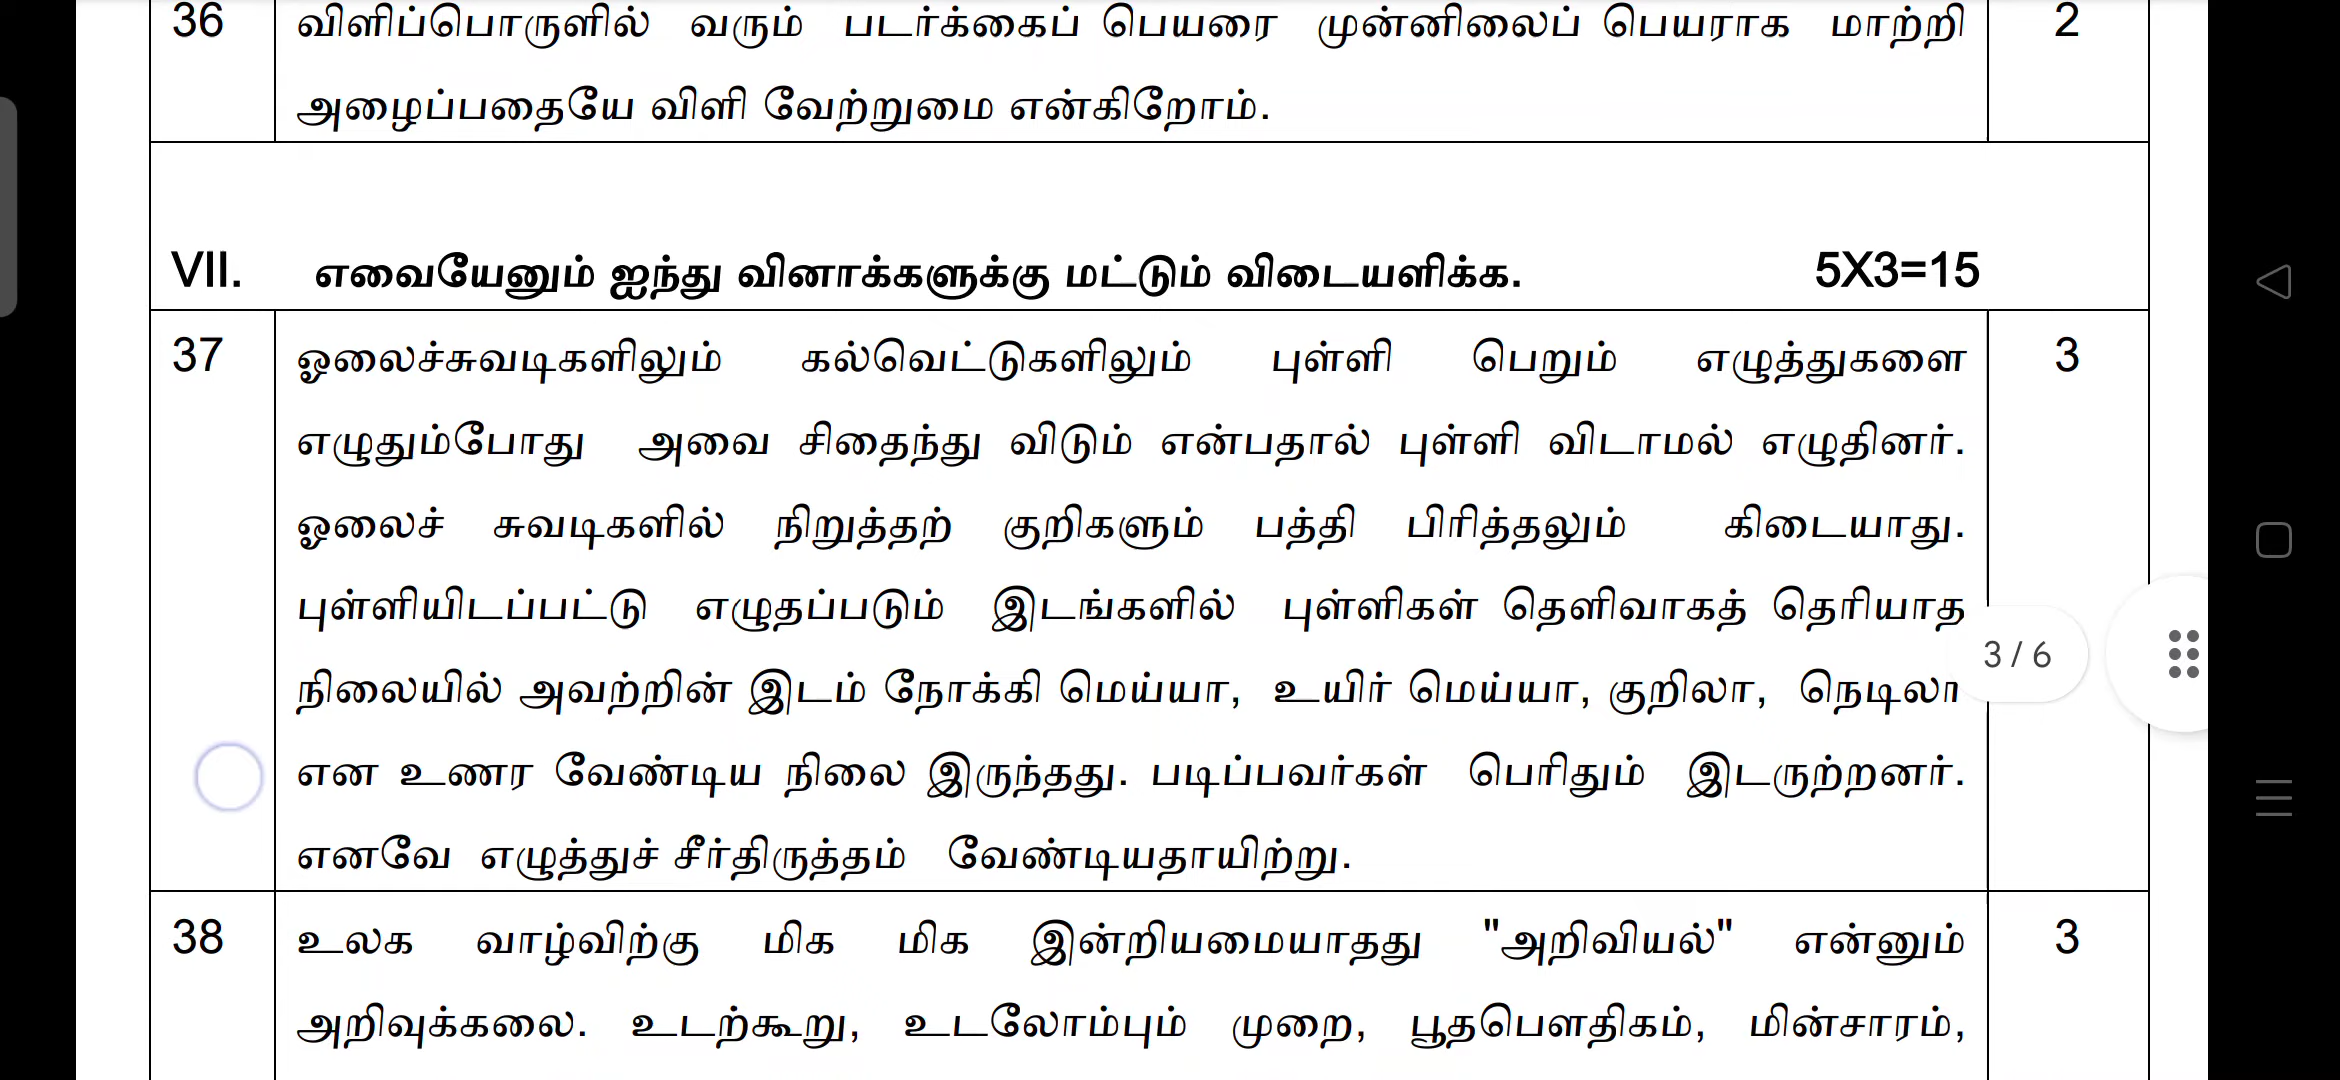 36 விளிப்பொருளில் வரும் படர்க்கைப் பெயரை முன்னிலைப் பெயராக மாற்றி 2
அழைப்பதையே விளி வேற்றுமை என்கிறோம்.
VII. எவையேனும் ஐந்து வினாக்களுக்கு மட்டும் விடையளிக்க. 5X3=15
37 ஓலைச்சுவடிகளிலும் கல்வெட்டுகளிலும் புள்ளி பெறும் எழுத்துகளை 3
எழுதும்போது அவை சிதைந்து விடும் என்பதால் புள்ளி விடாமல் எழுதினர்.
ஓலைச் சுவடிகளில் நிறுத்தற் குறிகளும் பத்தி பிரித்தலும் கிடையாது.
புள்ளியிடப்பட்டு எழுதப்படும் இடங்களில் புள்ளிகள் தெளிவாகத் தெரியாத
நிலையில் அவற்றின் இடம் நோக்கி மெய்யா, உயிர் மெய்யா, குறிலா, நெடிலா
3 / 6
என உணர வேண்டிய நிலை இருந்தது. படிப்பவர்கள் பெரிதும் இடருற்றனர்.
எனவே எழுத்துச் சீர்திருத்தம் வேண்டியதாயிற்று.
38 உலக வாழ்விற்கு மிக மிக இன்றியமையாதது "அறிவியல்" என்னும் 3
அறிவுக்கலை. உடற்கூறு, உடலோம்பும் முறை, பூதபௌதிகம், மின்சாரம்,